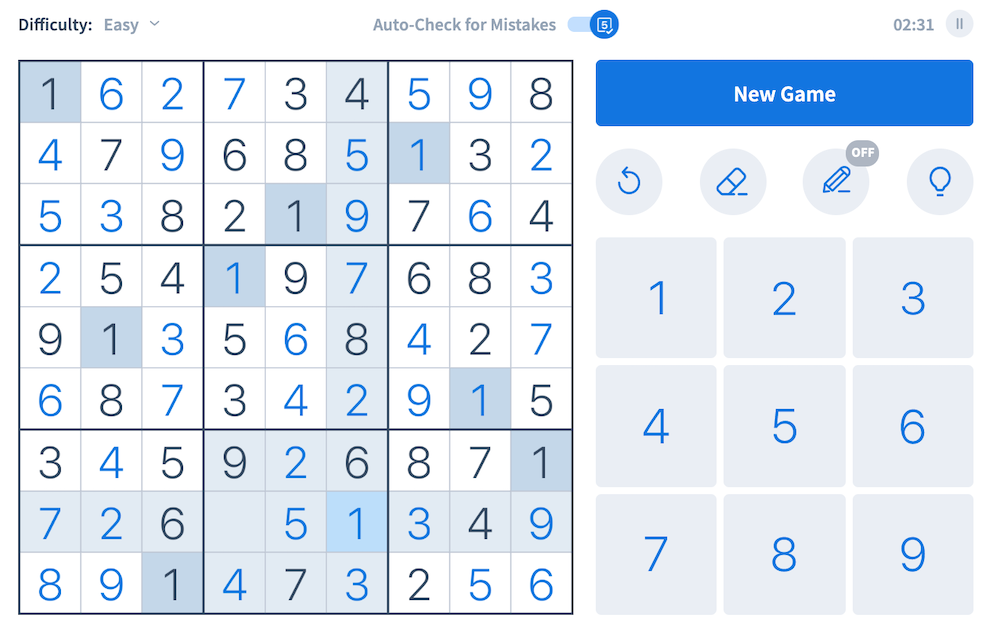 Difficulty: Easy Auto-Check for Mistakes 02:31
New Game
OFF
1 6 2 7 3 4 5 9 8
4 7 9 6 8 5 1 3 2
5 3 8 2 1 9 7 6 4
2 5 4 1 9 7 6 8 3
9 1 3 5 6 8 4 2 7
6 8 7 3 4 2 9 1 5
3 4 5 9 2 6 8 7 1
7 2 6 5 1 3 4 9
8 9 1 4 7 3 2 5 6
1 2 3
4 5 6
7 8 9